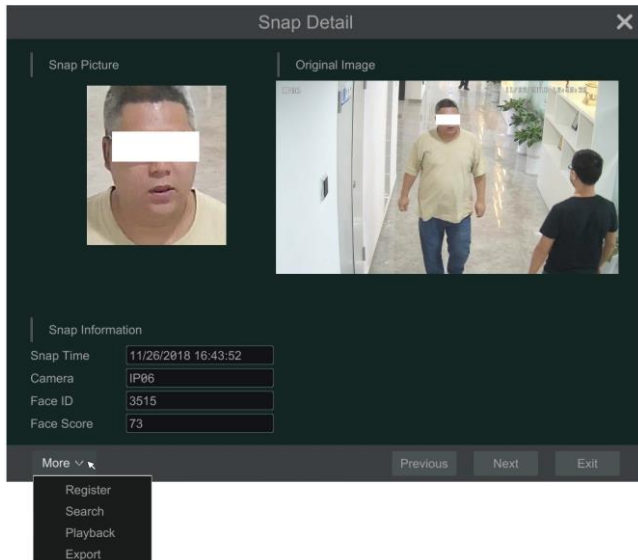 Snap Detail
Snap Picture
Original Image
Snap Information
Snap Time 11/26/2018 16:43:52
Camera IP06
Face ID 3515
Face Score 73
More
Previous
Next
Exit
Register
Search
Playback
Export